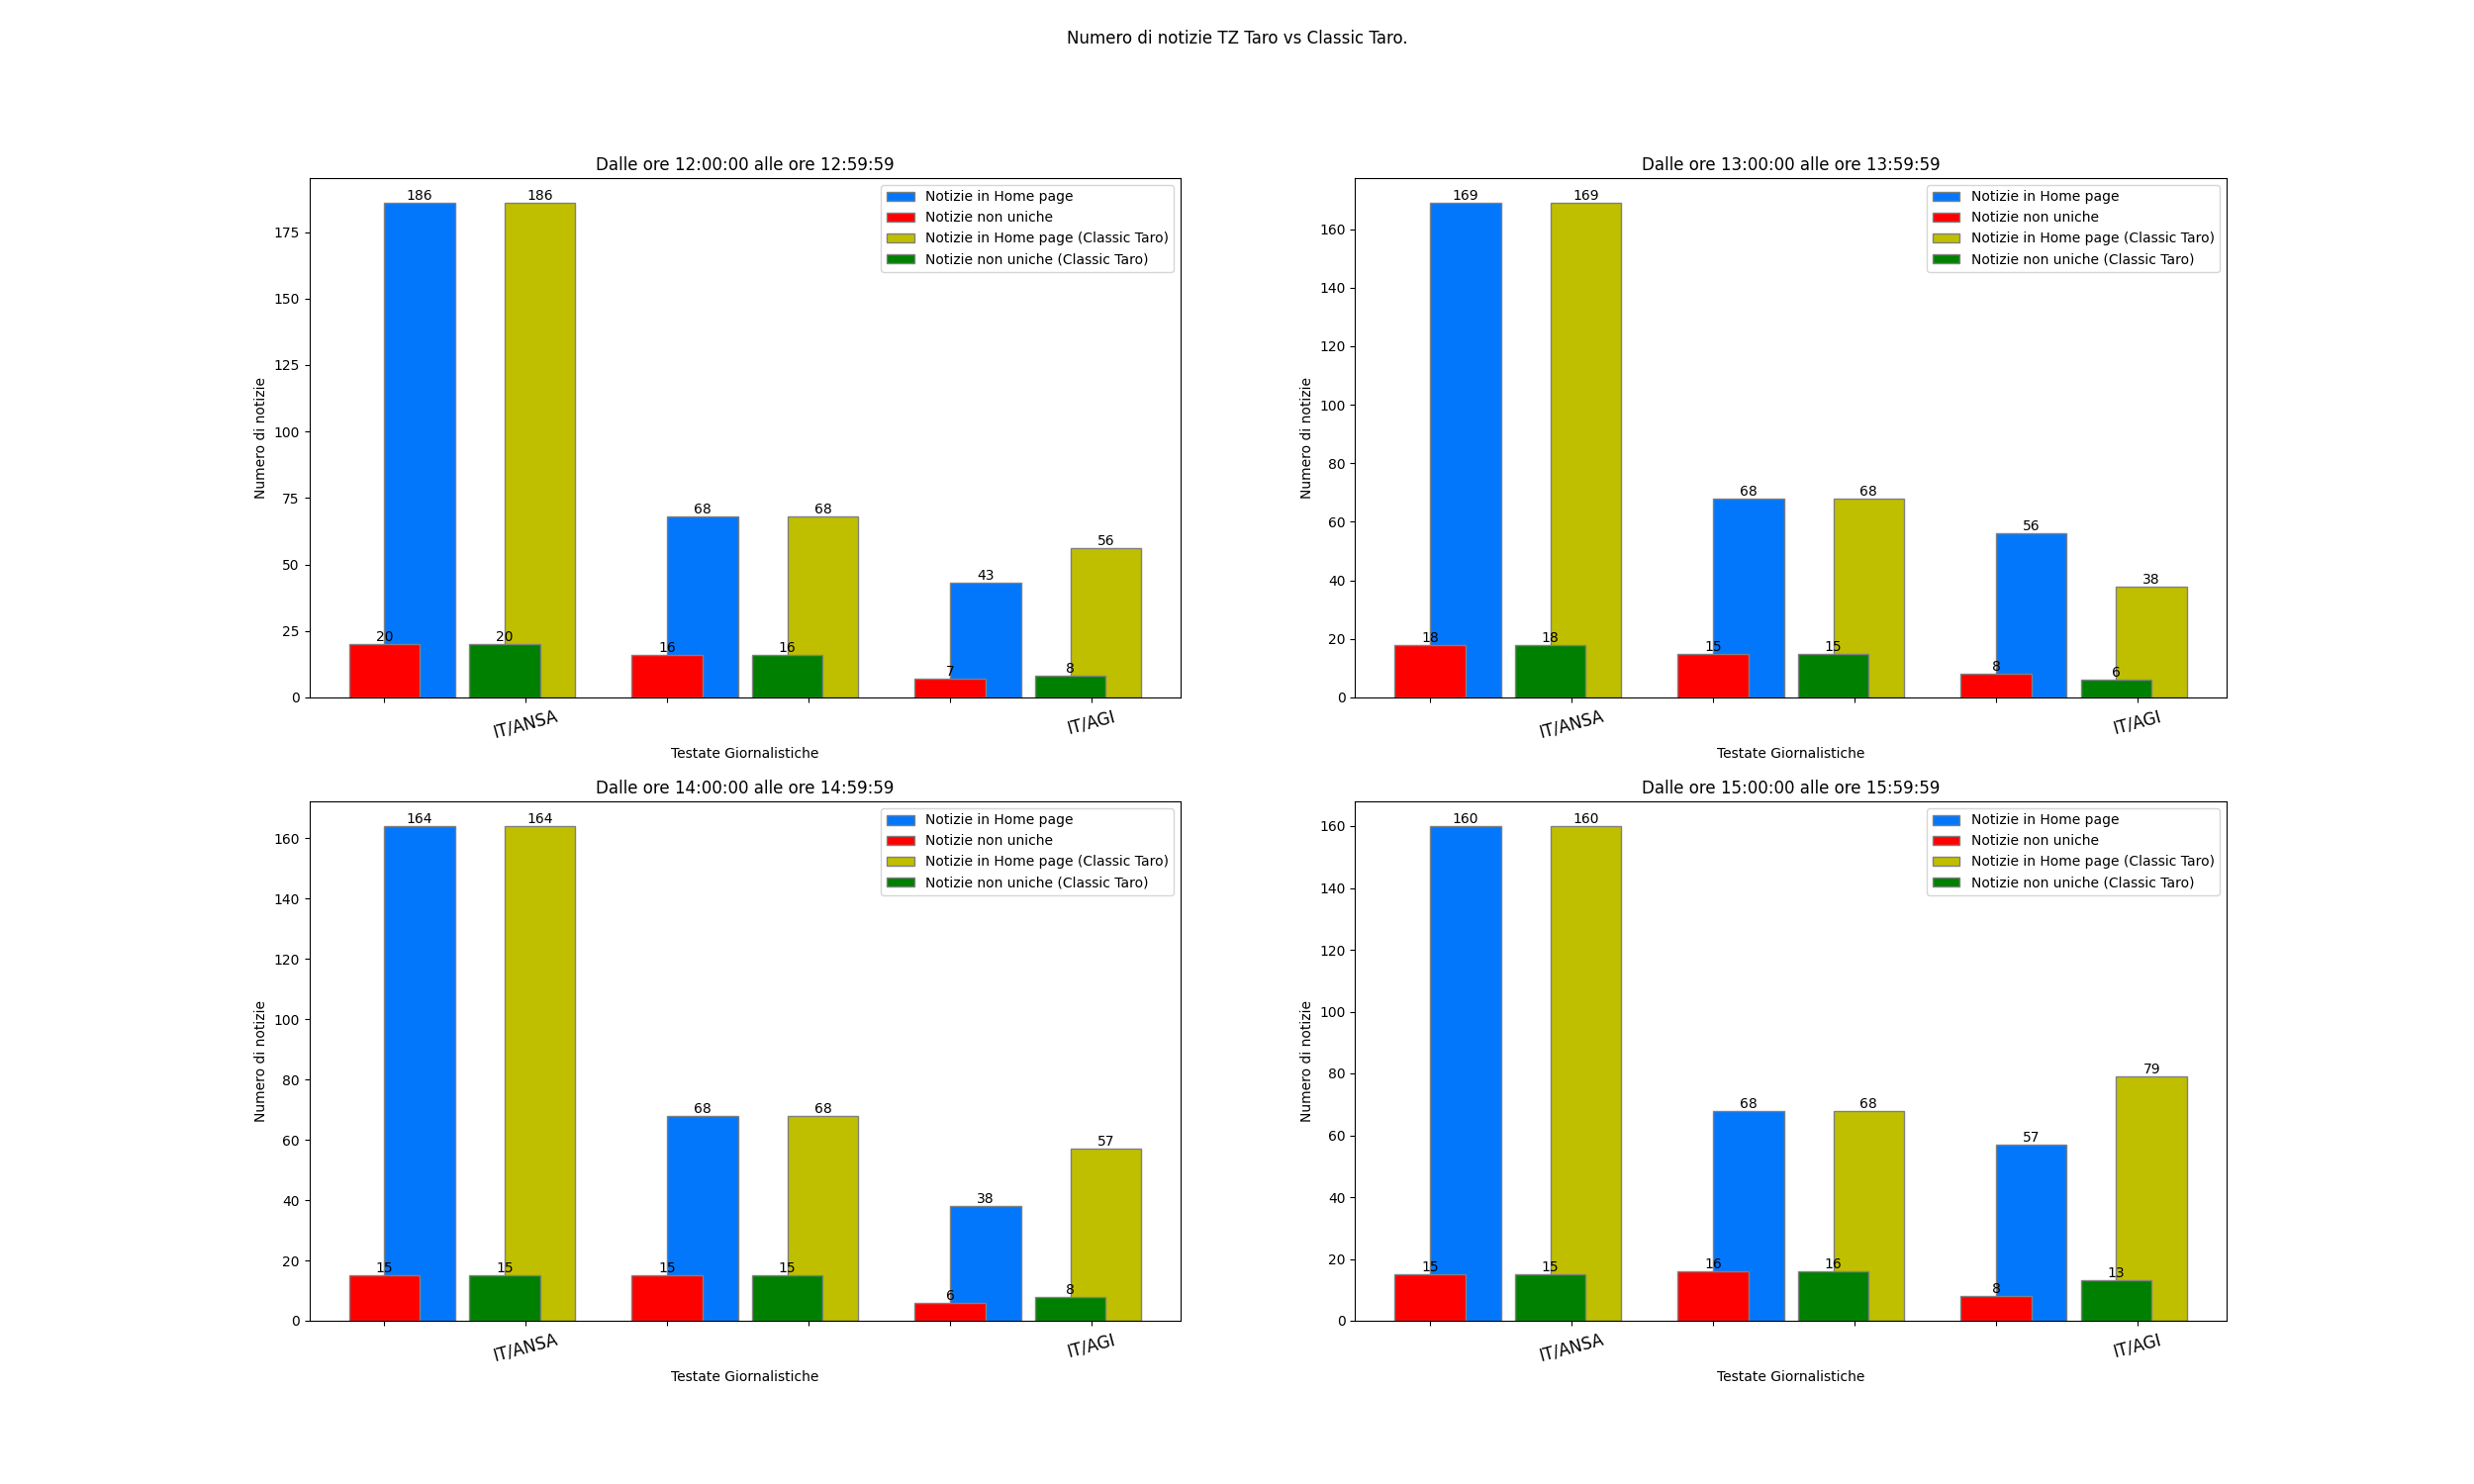 Numero di notizie TZ Taro vs Classic Taro.
Dalle ore 12:00:00 alle ore 12:59:59
Numero di notizie
175
150
125
100
75
50
25
0
186
186
20
20
68
68
16
16
43
56
7
8
Notizie in Home page
Notizie non uniche
Notizie in Home page (Classic Taro)
Notizie non uniche (Classic Taro)
IT/ANSA
IT/AGI
Testate Giornalistiche
Dalle ore 13:00:00 alle ore 13:59:59
Numero di notizie
160
140
120
100
80
60
40
20
0
169
169
18
18
68
68
15
15
56
38
8
6
Notizie in Home page
Notizie non uniche
Notizie in Home page (Classic Taro)
Notizie non uniche (Classic Taro)
IT/ANSA
IT/AGI
Testate Giornalistiche
Dalle ore 14:00:00 alle ore 14:59:59
Numero di notizie
160
140
120
100
80
60
40
20
0
164
164
15
15
68
68
15
15
38
57
6
8
Notizie in Home page
Notizie non uniche
Notizie in Home page (Classic Taro)
Notizie non uniche (Classic Taro)
IT/ANSA
IT/AGI
Testate Giornalistiche
Dalle ore 15:00:00 alle ore 15:59:59
Numero di notizie
160
140
120
100
80
60
40
20
0
160
160
15
15
68
68
16
16
57
79
8
13
Notizie in Home page
Notizie non uniche
Notizie in Home page (Classic Taro)
Notizie non uniche (Classic Taro)
IT/ANSA
IT/AGI
Testate Giornalistiche